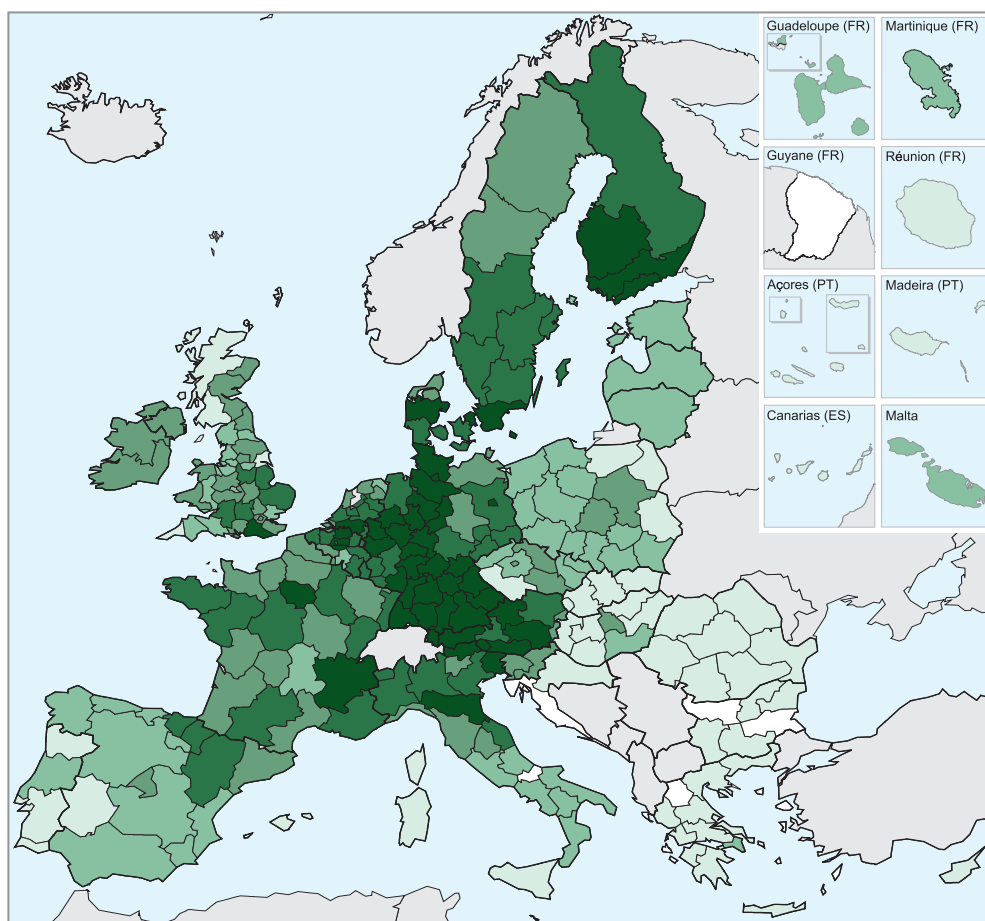 Guadeloupe (FR)
Martinique (FR)
Guyane (FR)
Réunion (FR)
Açores (PT)
Madeira (PT)
Canarias (ES)
Malta